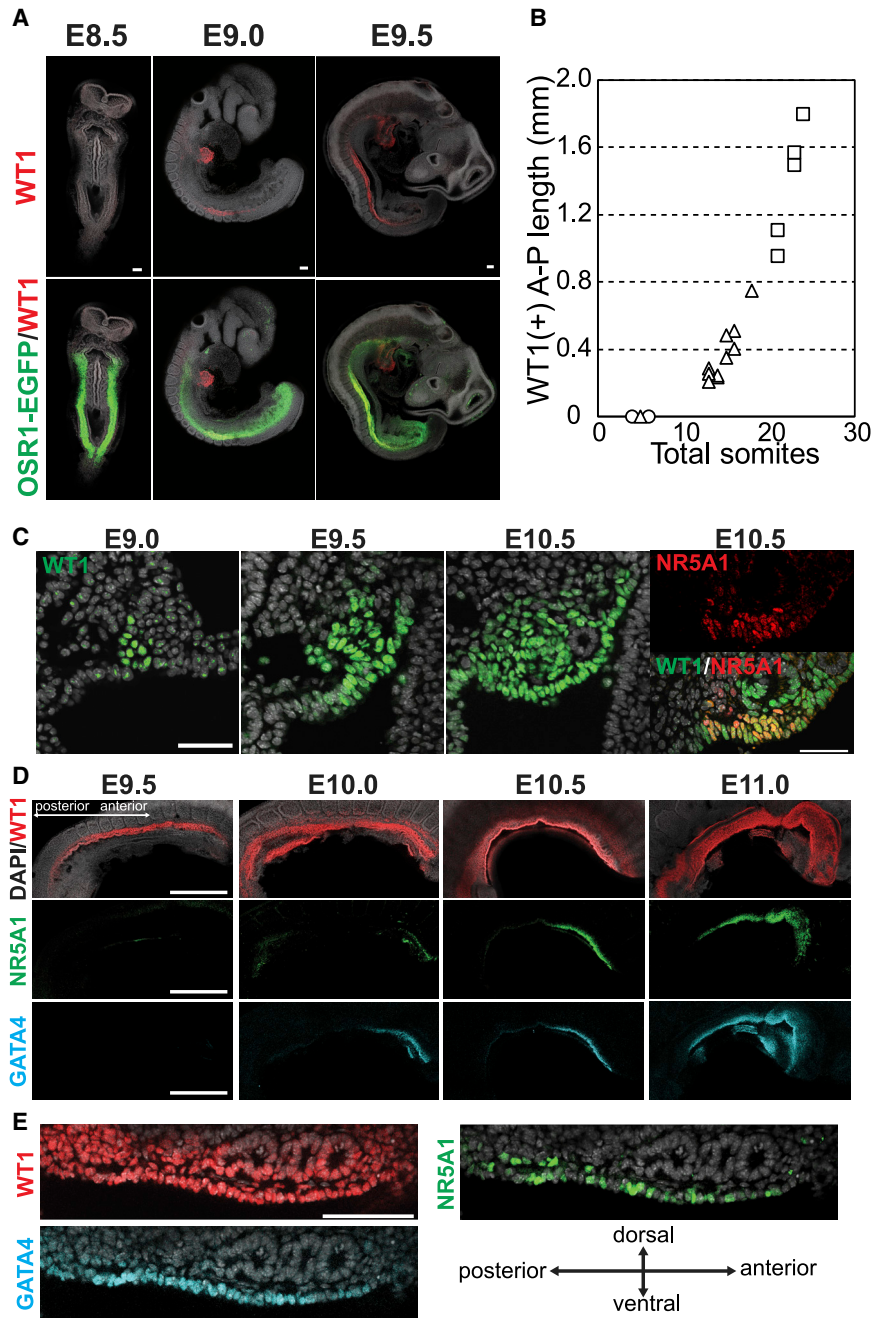 A
E8.5 E9.0 E9.5
WT1
OSR1-EGFP/WT1
B
WT1(+) A-P length (mm)
2.0
1.6
1.2
0.8
0.4
0
0 10 20 30
Total somites
C
E9.0 E9.5 E10.5 E10.5
WT1
NR5A1
WT1/NR5A1
D
E9.5 E10.0 E10.5 E11.0
posterior anterior
DAPI/WT1
NR5A1
GATA4
E
WT1
GATA4
NR5A1
dorsal
posterior anterior
ventral